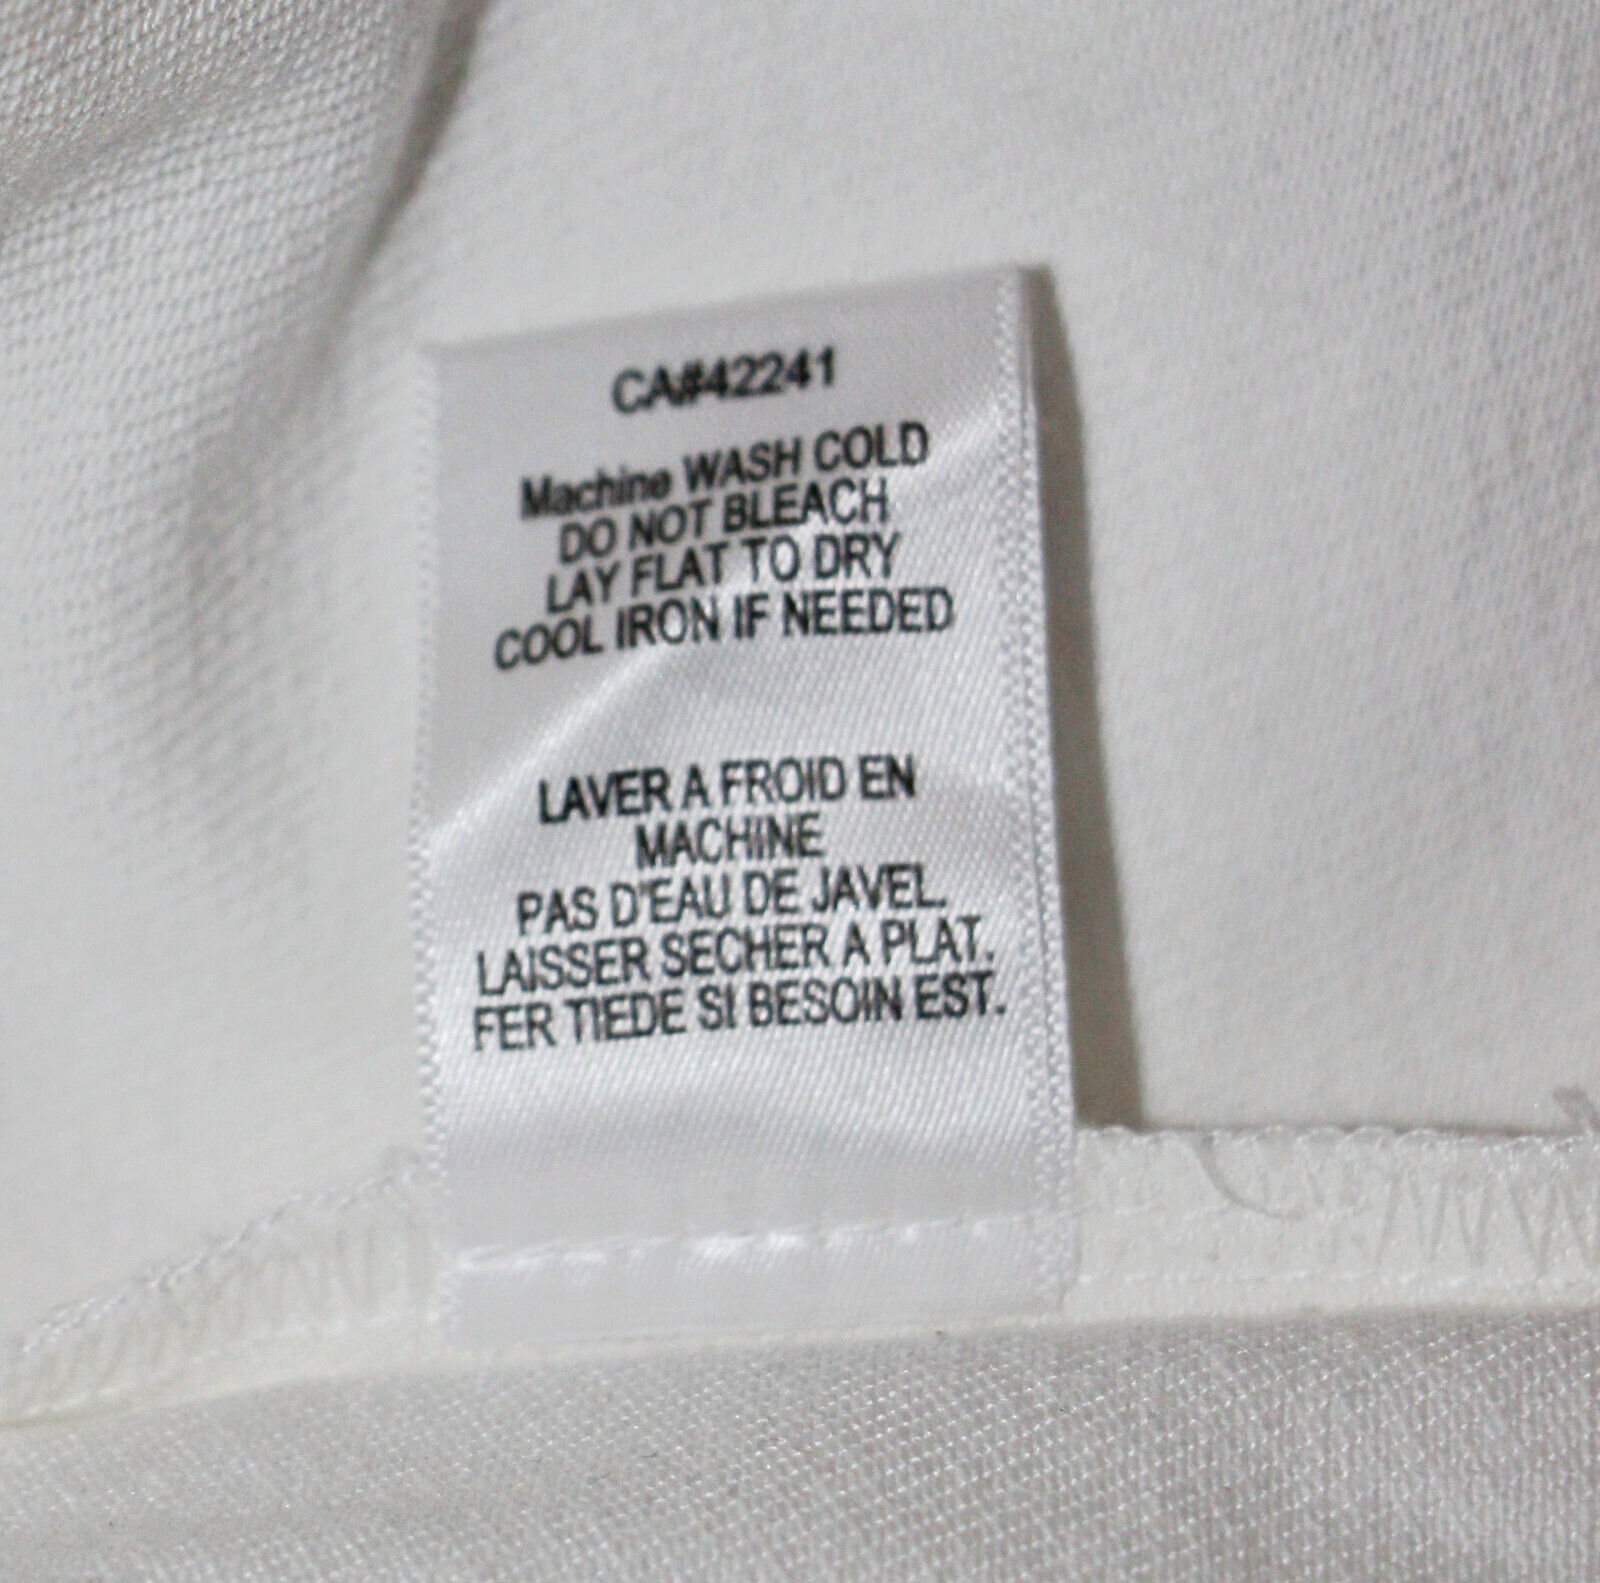 CA#42241
Machine WASH COLD
DO NOT BLEACH
LAY FLAT TO DRY
COOL IRON IF NEEDED
LAVER A FROID EN
MACHINE
PAS D'EAU DE JAVEL.
LAISSER SECHER A PLAT.
FER TIEDE SI BESOIN EST.